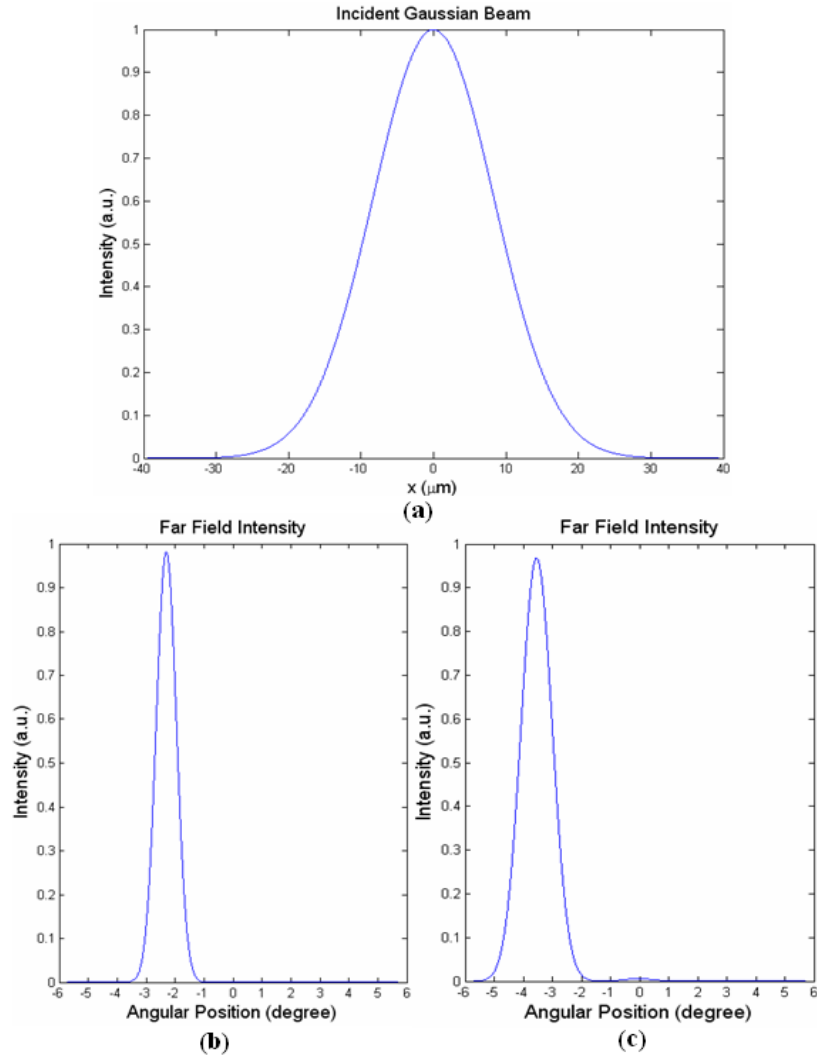 Incident Gaussian Beam
1
0.9
0.8
0.7
0.6
0.5
0.4
0.3
0.2
0.1
0
Intensity (a.u.)
-40 -30 -20 -10 0 10 20 30 40
x (μm)
(a)
Far Field Intensity
1
0.9
0.8
0.7
0.6
0.5
0.4
0.3
0.2
0.1
0
Intensity (a.u.)
-6 -5 -4 -3 -2 -1 0 1 2 3 4 5 6
Angular Position (degree)
(b)
Far Field Intensity
1
0.9
0.8
0.7
0.6
0.5
0.4
0.3
0.2
0.1
0
Intensity (a.u.)
-6 -5 -4 -3 -2 -1 0 1 2 3 4 5 6
Angular Position (degree)
(c)